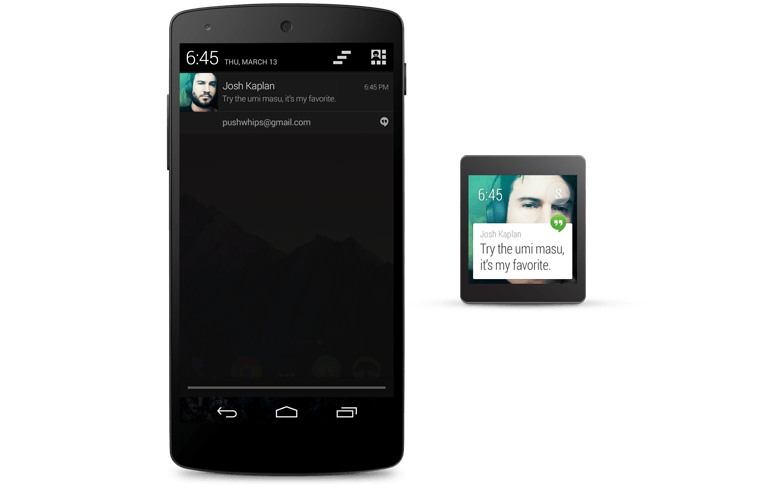 6:45 THU, MARCH 13
Josh Kaplan 6:45 PM
Try the umi masu, it's my favorite.
pushwhips@gmail.com
6:45
Josh Kaplan
Try the umi masu,
it's my favorite.